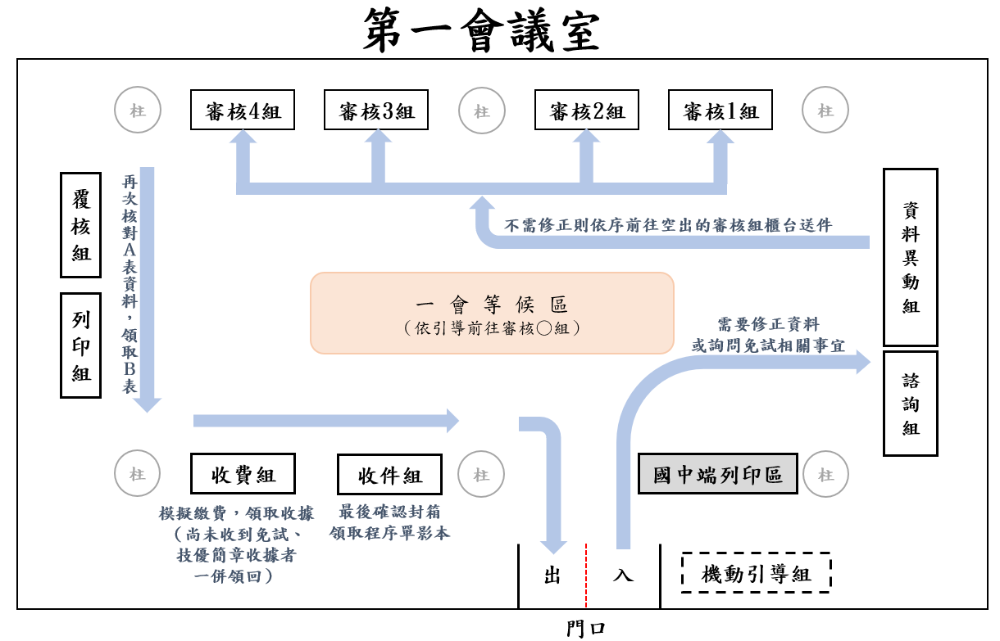 第一會議室
柱
審核4組
審核3組
柱
審核2組
審核1組
柱
覆核組
列印組
再次核對A表資料，領取B表
不需修正則依序前往空出的審核組櫃台送件
資料異動組
諮詢組
一會等候區
（依引導前往審核〇組）
需要修正資料
或詢問免試相關事宜
柱
收費組
收件組
柱
國中端列印區
柱
模擬繳費，領取收據
（尚未收到免試、
技優簡章收據者
一併領回）
最後確認封箱
領取程序單影本
出
入
機動引導組
門口